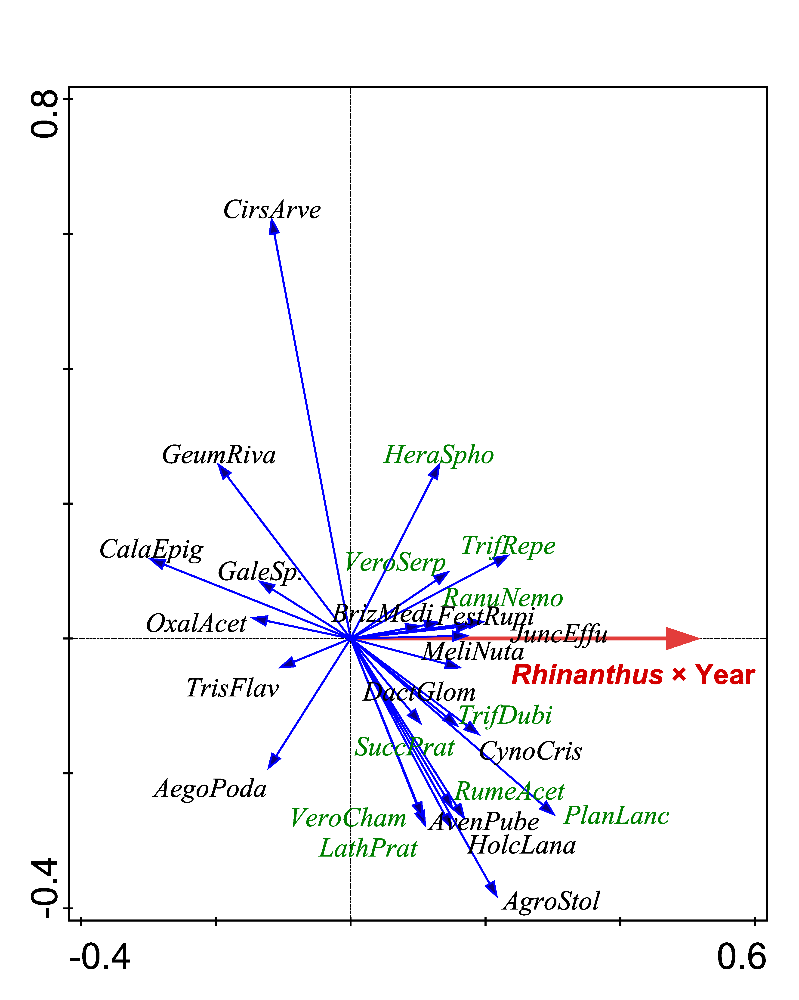 0.8
CirsArve
GeumRiva
HeraSpho
CalaEpig
TrifRepe
VeroSerp
GaleSp.
RanuNemo
BrizMedi
FestRupi
OxalAcet
JuncEffu
MeliNuta
Rhinanthus × Year
TrisFlav
DactGlom
TrifDubi
SuccPrat
CynoCris
AegoPoda
RumeAcet
VeroCham
AvenPube
PlanLanc
LathPrat
HolcLana
AgroStol
-0.4
-0.4
0.6